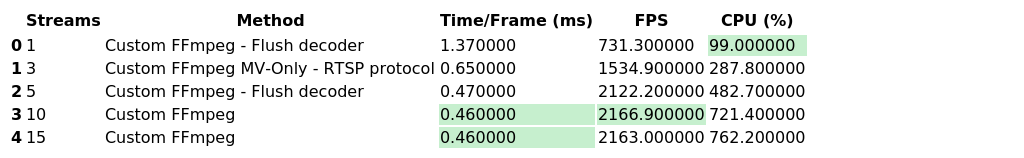 Streams Method Time/Frame (ms) FPS CPU (%)
0 1 Custom FFmpeg - Flush decoder 1.370000 731.300000 99.000000
1 3 Custom FFmpeg MV-Only - RTSP protocol 0.650000 1534.900000 287.800000
2 5 Custom FFmpeg - Flush decoder 0.470000 2122.200000 482.700000
3 10 Custom FFmpeg 0.460000 2166.900000 721.400000
4 15 Custom FFmpeg 0.460000 2163.000000 762.200000